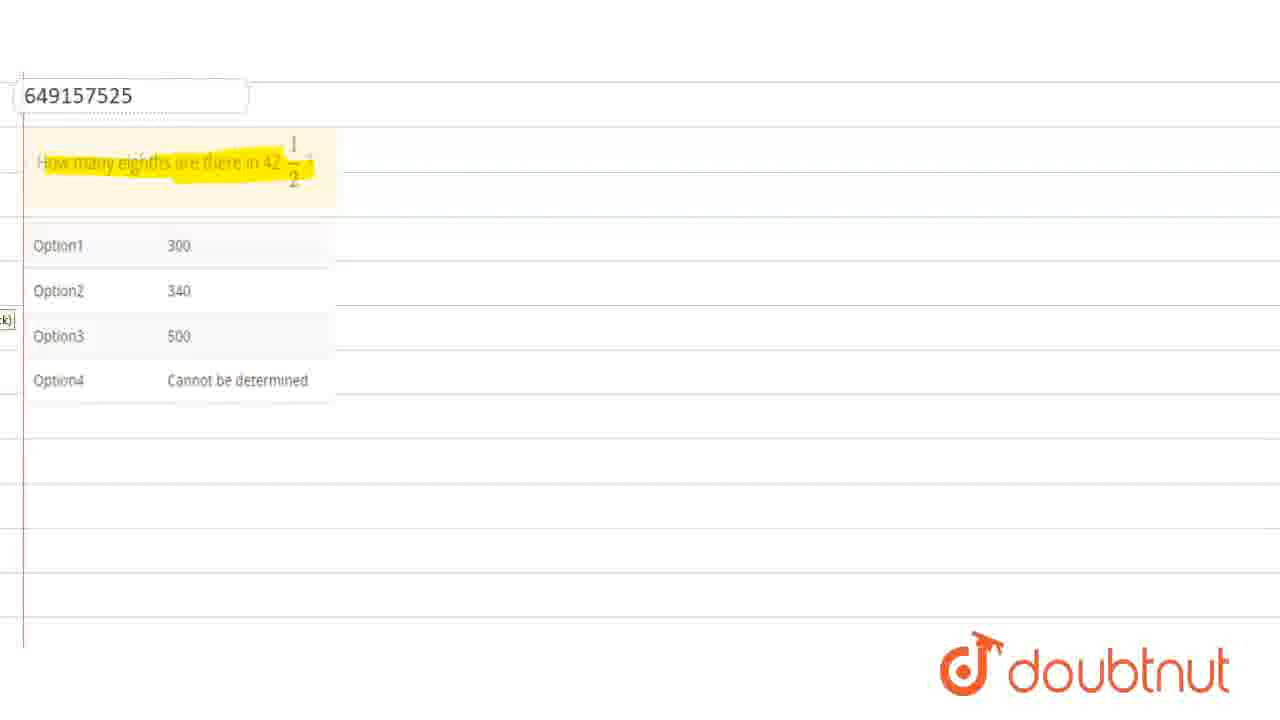 649157525
How many eighths are there in 42 1/2 ?
Option1 300
Option2 340
Option3 500
Option4 Cannot be determined
ck)
doubtnut